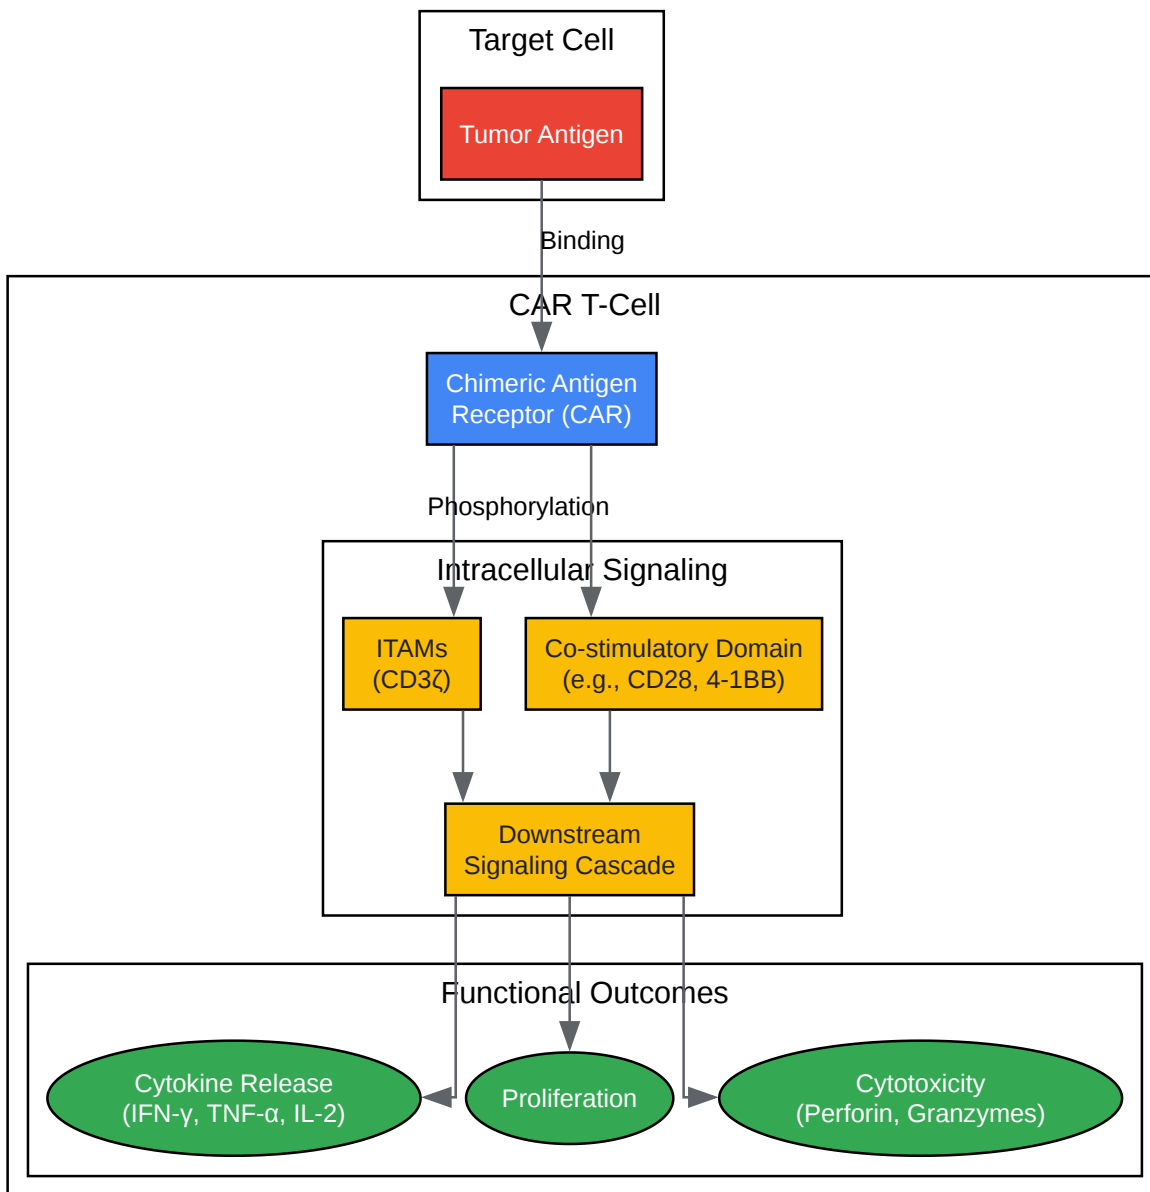 Target Cell
Tumor Antigen
Binding
CAR T-Cell
Chimeric Antigen
Receptor (CAR)
Phosphorylation
Intracellular Signaling
ITAMs
(CD3ζ)
Co-stimulatory Domain
(e.g., CD28, 4-1BB)
Downstream
Signaling Cascade
Functional Outcomes
Cytokine Release
(IFN-γ, TNF-α, IL-2)
Proliferation
Cytotoxicity
(Perforin, Granzymes)